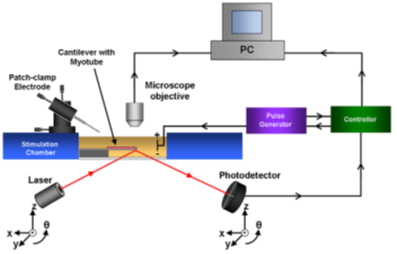 PC
Cantilever with
Myotube
Patch-clamp
Electrode
Microscope
objective
Pulse
Generator
Controller
+
-
Stimulation
Chamber
Laser
Photodetector
z
θ
x
y
z
θ
x
y